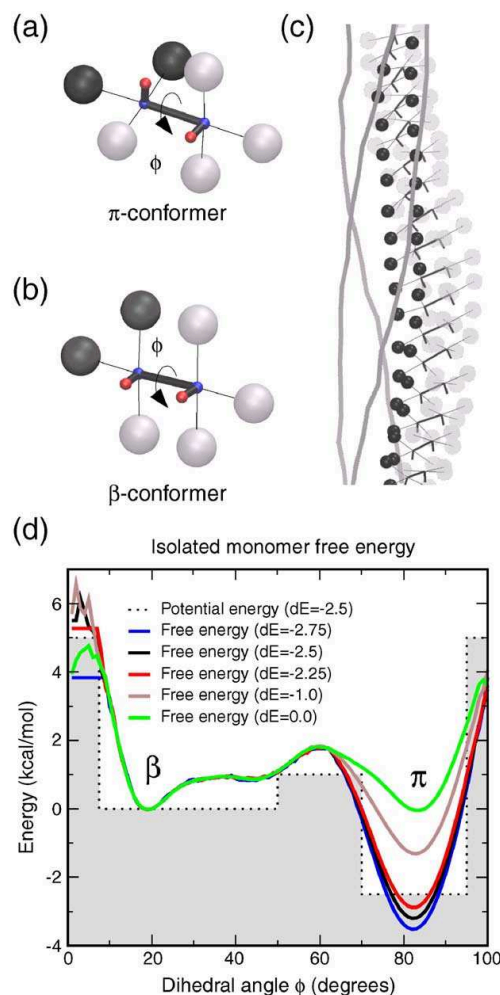 (a)
ϕ
π-conformer
(b)
ϕ
β-conformer
(c)
(d)
Isolated monomer free energy
Potential energy (dE=-2.5)
Free energy (dE=-2.75)
Free energy (dE=-2.5)
Free energy (dE=-2.25)
Free energy (dE=-1.0)
Free energy (dE=0.0)
β
π
Energy (kcal/mol)
6
4
2
0
-2
-4
0 20 40 60 80 100
Dihedral angle ϕ (degrees)